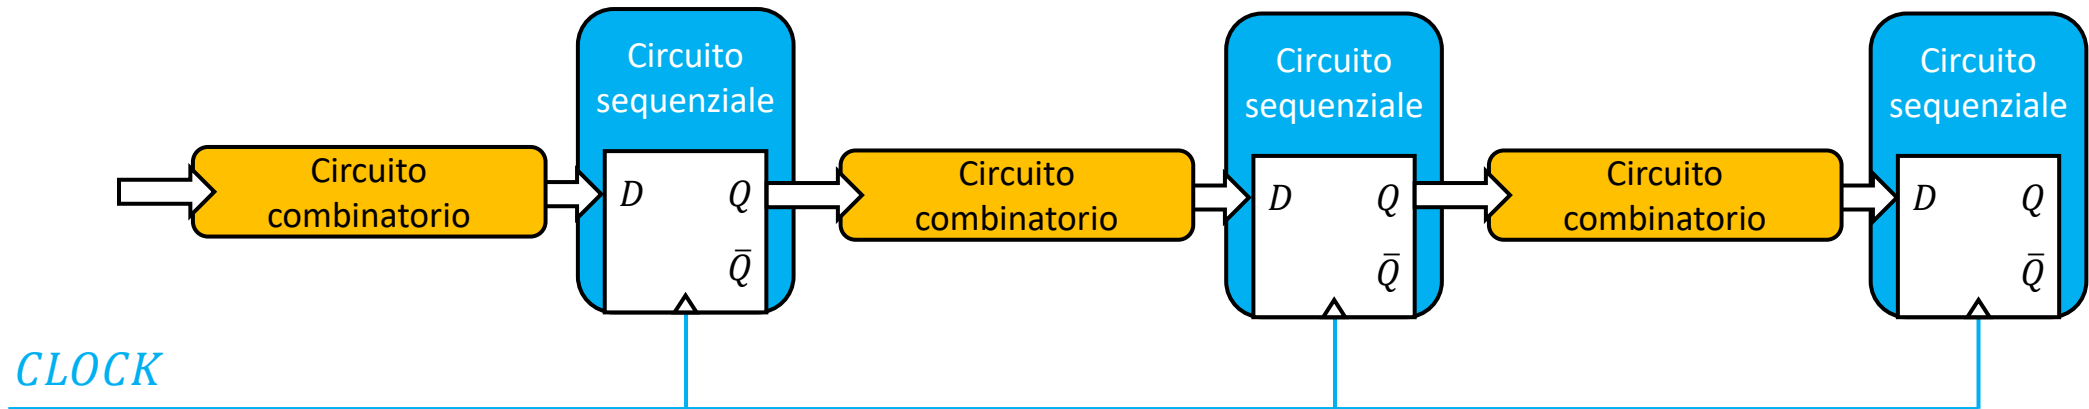 Circuito
sequenziale
Circuito
sequenziale
Circuito
sequenziale
Circuito
combinatorio
D Q
Q̅
Circuito
combinatorio
D Q
Q̅
Circuito
combinatorio
D Q
Q̅
CLOCK